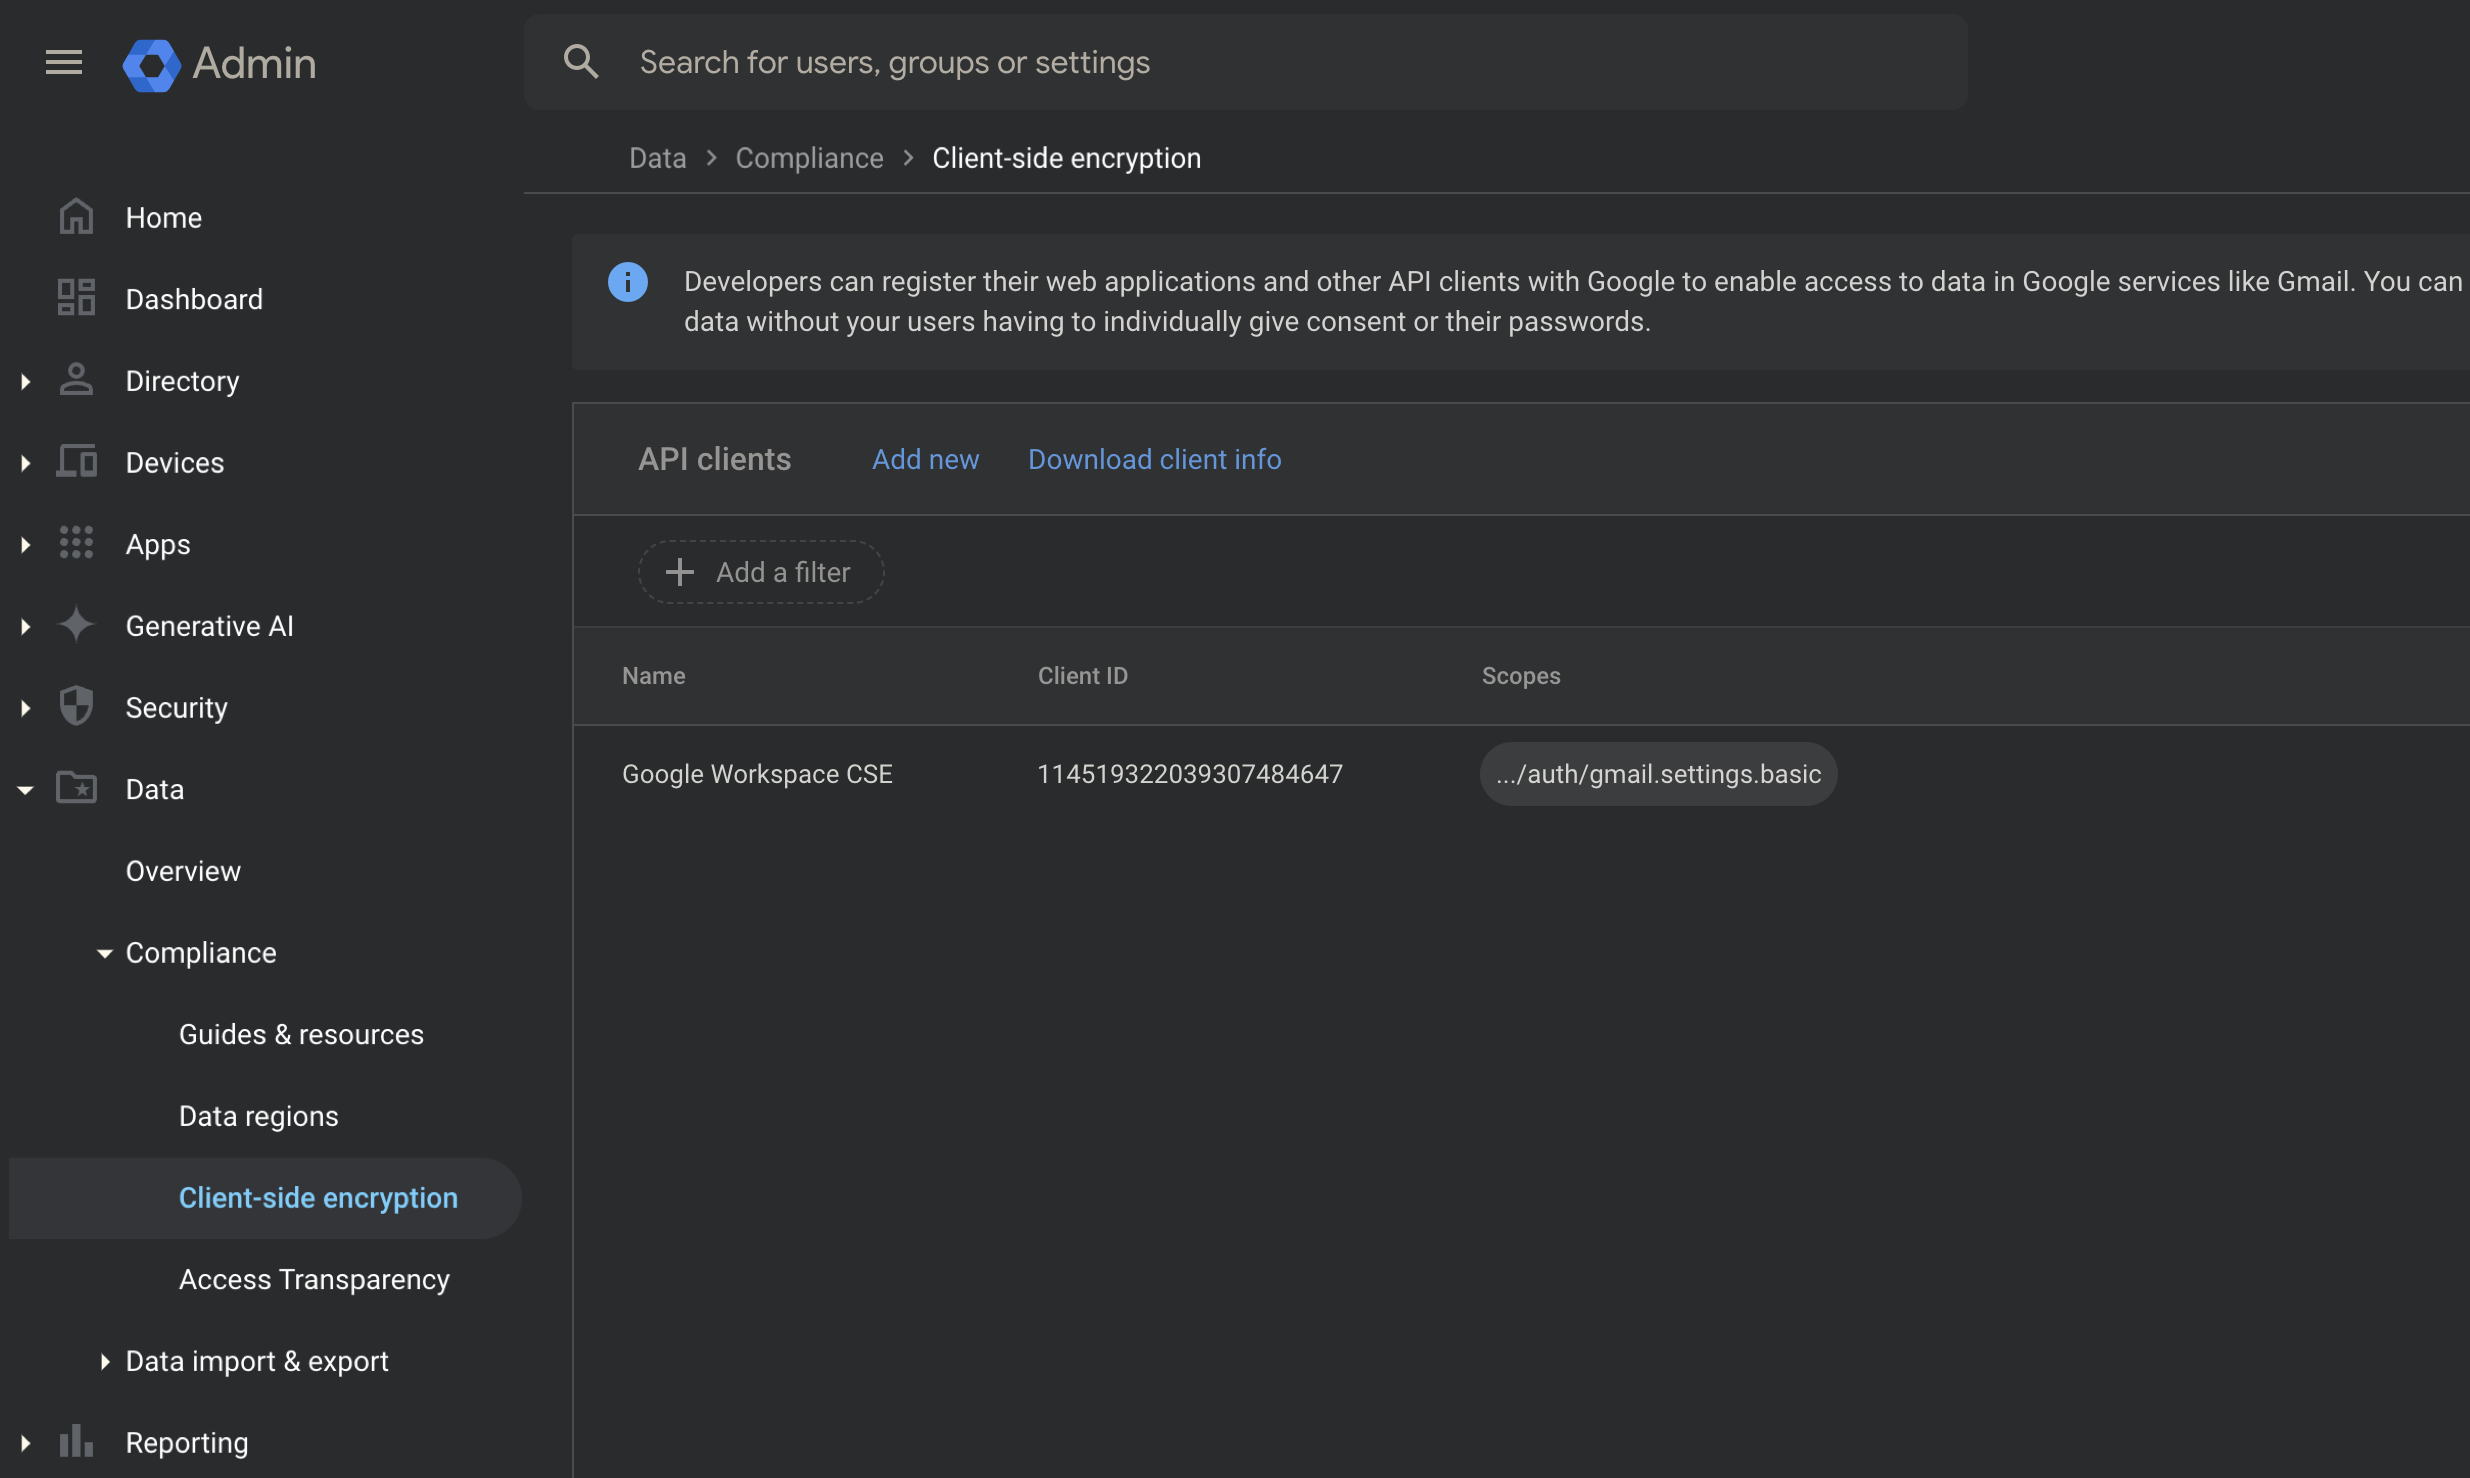 Admin
Search for users, groups or settings
Data > Compliance > Client-side encryption
Home
Dashboard
Directory
Devices
Apps
Generative AI
Security
Data
Overview
Compliance
Guides & resources
Data regions
Client-side encryption
Access Transparency
Data import & export
Reporting
Developers can register their web applications and other API clients with Google to enable access to data in Google services like Gmail. You can
data without your users having to individually give consent or their passwords.
API clients Add new Download client info
Add a filter
Name Client ID Scopes
Google Workspace CSE 114519322039307484647 .../auth/gmail.settings.basic